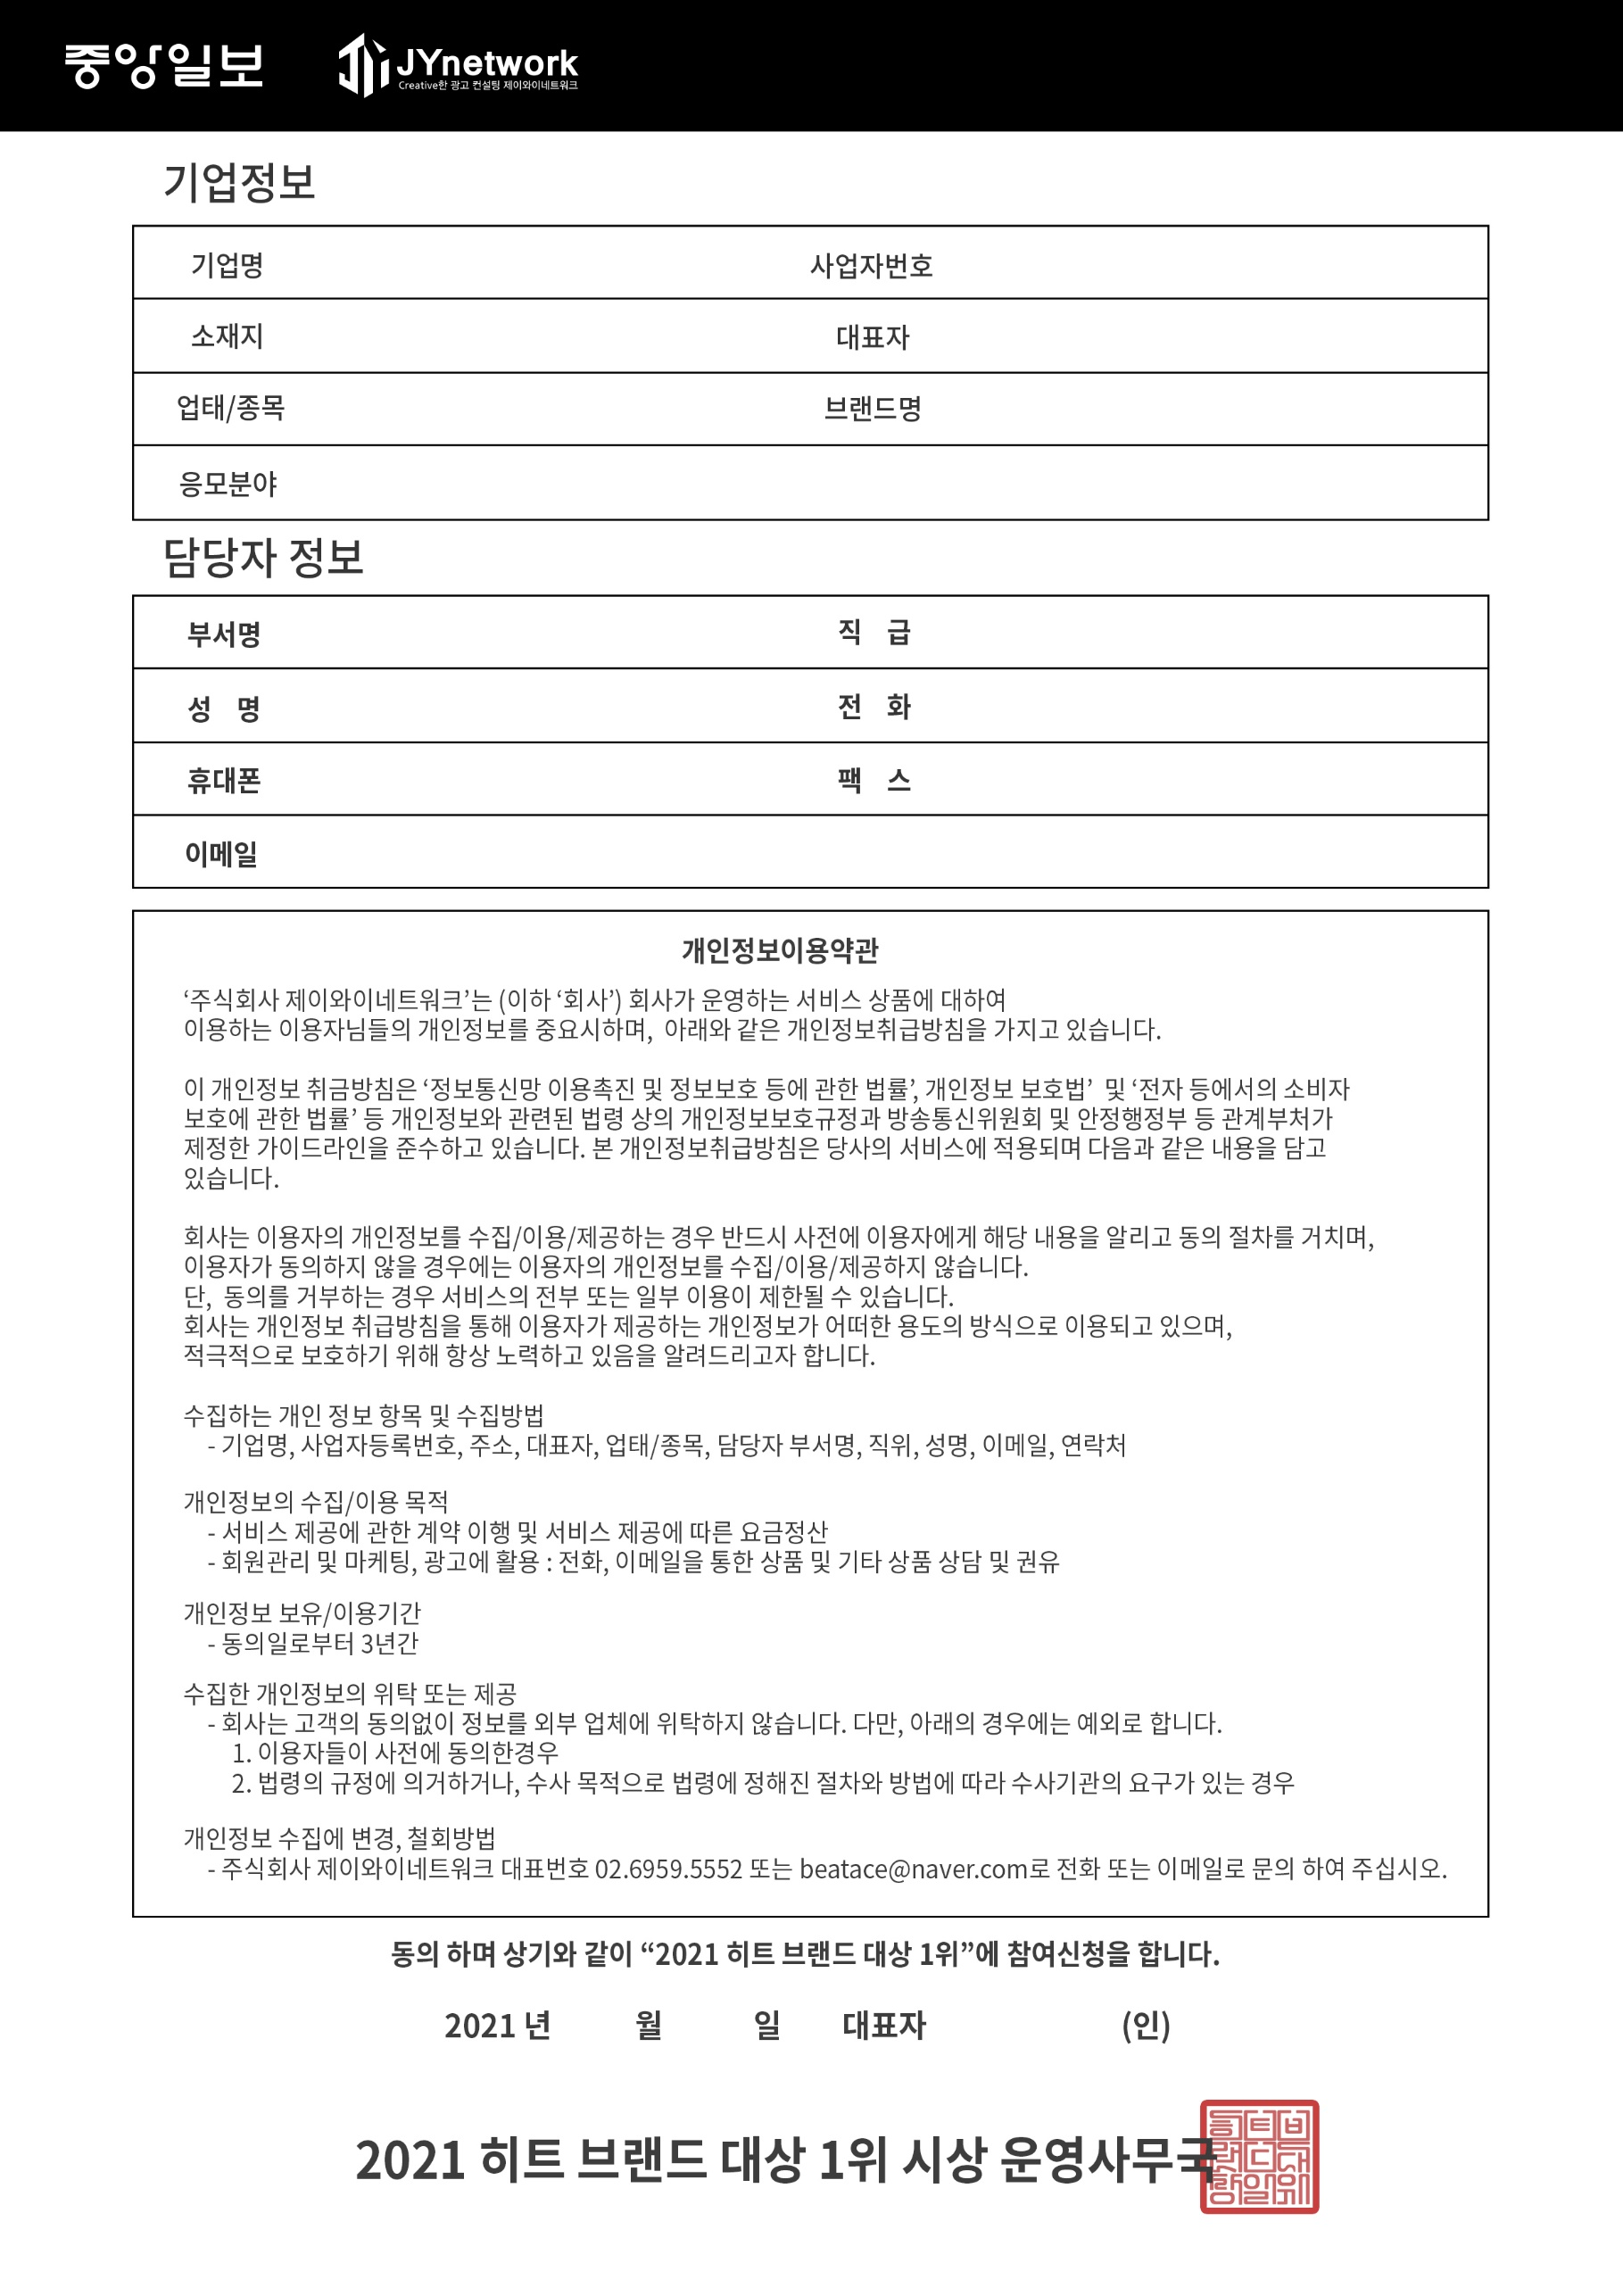 중앙일보
JYnetwork
Creative한 광고 컨설팅 제이와이네트워크
기업정보
기업명 사업자번호
소재지 대표자
업태/종목 브랜드명
응모분야
담당자 정보
부서명 직 급
성 명 전 화
휴대폰 팩 스
이메일
개인정보이용약관
‘주식회사 제이와이네트워크’는 (이하 ‘회사’) 회사가 운영하는 서비스 상품에 대하여
이용하는 이용자님들의 개인정보를 중요시하며, 아래와 같은 개인정보취급방침을 가지고 있습니다.
이 개인정보 취금방침은 ‘정보통신망 이용촉진 및 정보보호 등에 관한 법률’, 개인정보 보호법’ 및 ‘전자 등에서의 소비자
보호에 관한 법률’ 등 개인정보와 관련된 법령 상의 개인정보보호규정과 방송통신위원회 및 안정행정부 등 관계부처가
제정한 가이드라인을 준수하고 있습니다. 본 개인정보취급방침은 당사의 서비스에 적용되며 다음과 같은 내용을 담고
있습니다.
회사는 이용자의 개인정보를 수집/이용/제공하는 경우 반드시 사전에 이용자에게 해당 내용을 알리고 동의 절차를 거치며,
이용자가 동의하지 않을 경우에는 이용자의 개인정보를 수집/이용/제공하지 않습니다.
단, 동의를 거부하는 경우 서비스의 전부 또는 일부 이용이 제한될 수 있습니다.
회사는 개인정보 취급방침을 통해 이용자가 제공하는 개인정보가 어떠한 용도의 방식으로 이용되고 있으며,
적극적으로 보호하기 위해 항상 노력하고 있음을 알려드리고자 합니다.
수집하는 개인 정보 항목 및 수집방법
- 기업명, 사업자등록번호, 주소, 대표자, 업태/종목, 담당자 부서명, 직위, 성명, 이메일, 연락처
개인정보의 수집/이용 목적
- 서비스 제공에 관한 계약 이행 및 서비스 제공에 따른 요금정산
- 회원관리 및 마케팅, 광고에 활용 : 전화, 이메일을 통한 상품 및 기타 상품 상담 및 권유
개인정보 보유/이용기간
- 동의일로부터 3년간
수집한 개인정보의 위탁 또는 제공
- 회사는 고객의 동의없이 정보를 외부 업체에 위탁하지 않습니다. 다만, 아래의 경우에는 예외로 합니다.
1. 이용자들이 사전에 동의한경우
2. 법령의 규정에 의거하거나, 수사 목적으로 법령에 정해진 절차와 방법에 따라 수사기관의 요구가 있는 경우
개인정보 수집에 변경, 철회방법
- 주식회사 제이와이네트워크 대표번호 02.6959.5552 또는 beatace@naver.com로 전화 또는 이메일로 문의 하여 주십시오.
동의 하며 상기와 같이 “2021 히트 브랜드 대상 1위”에 참여신청을 합니다.
2021 년 월 일 대표자 (인)
2021 히트 브랜드 대상 1위 시상 운영사무국